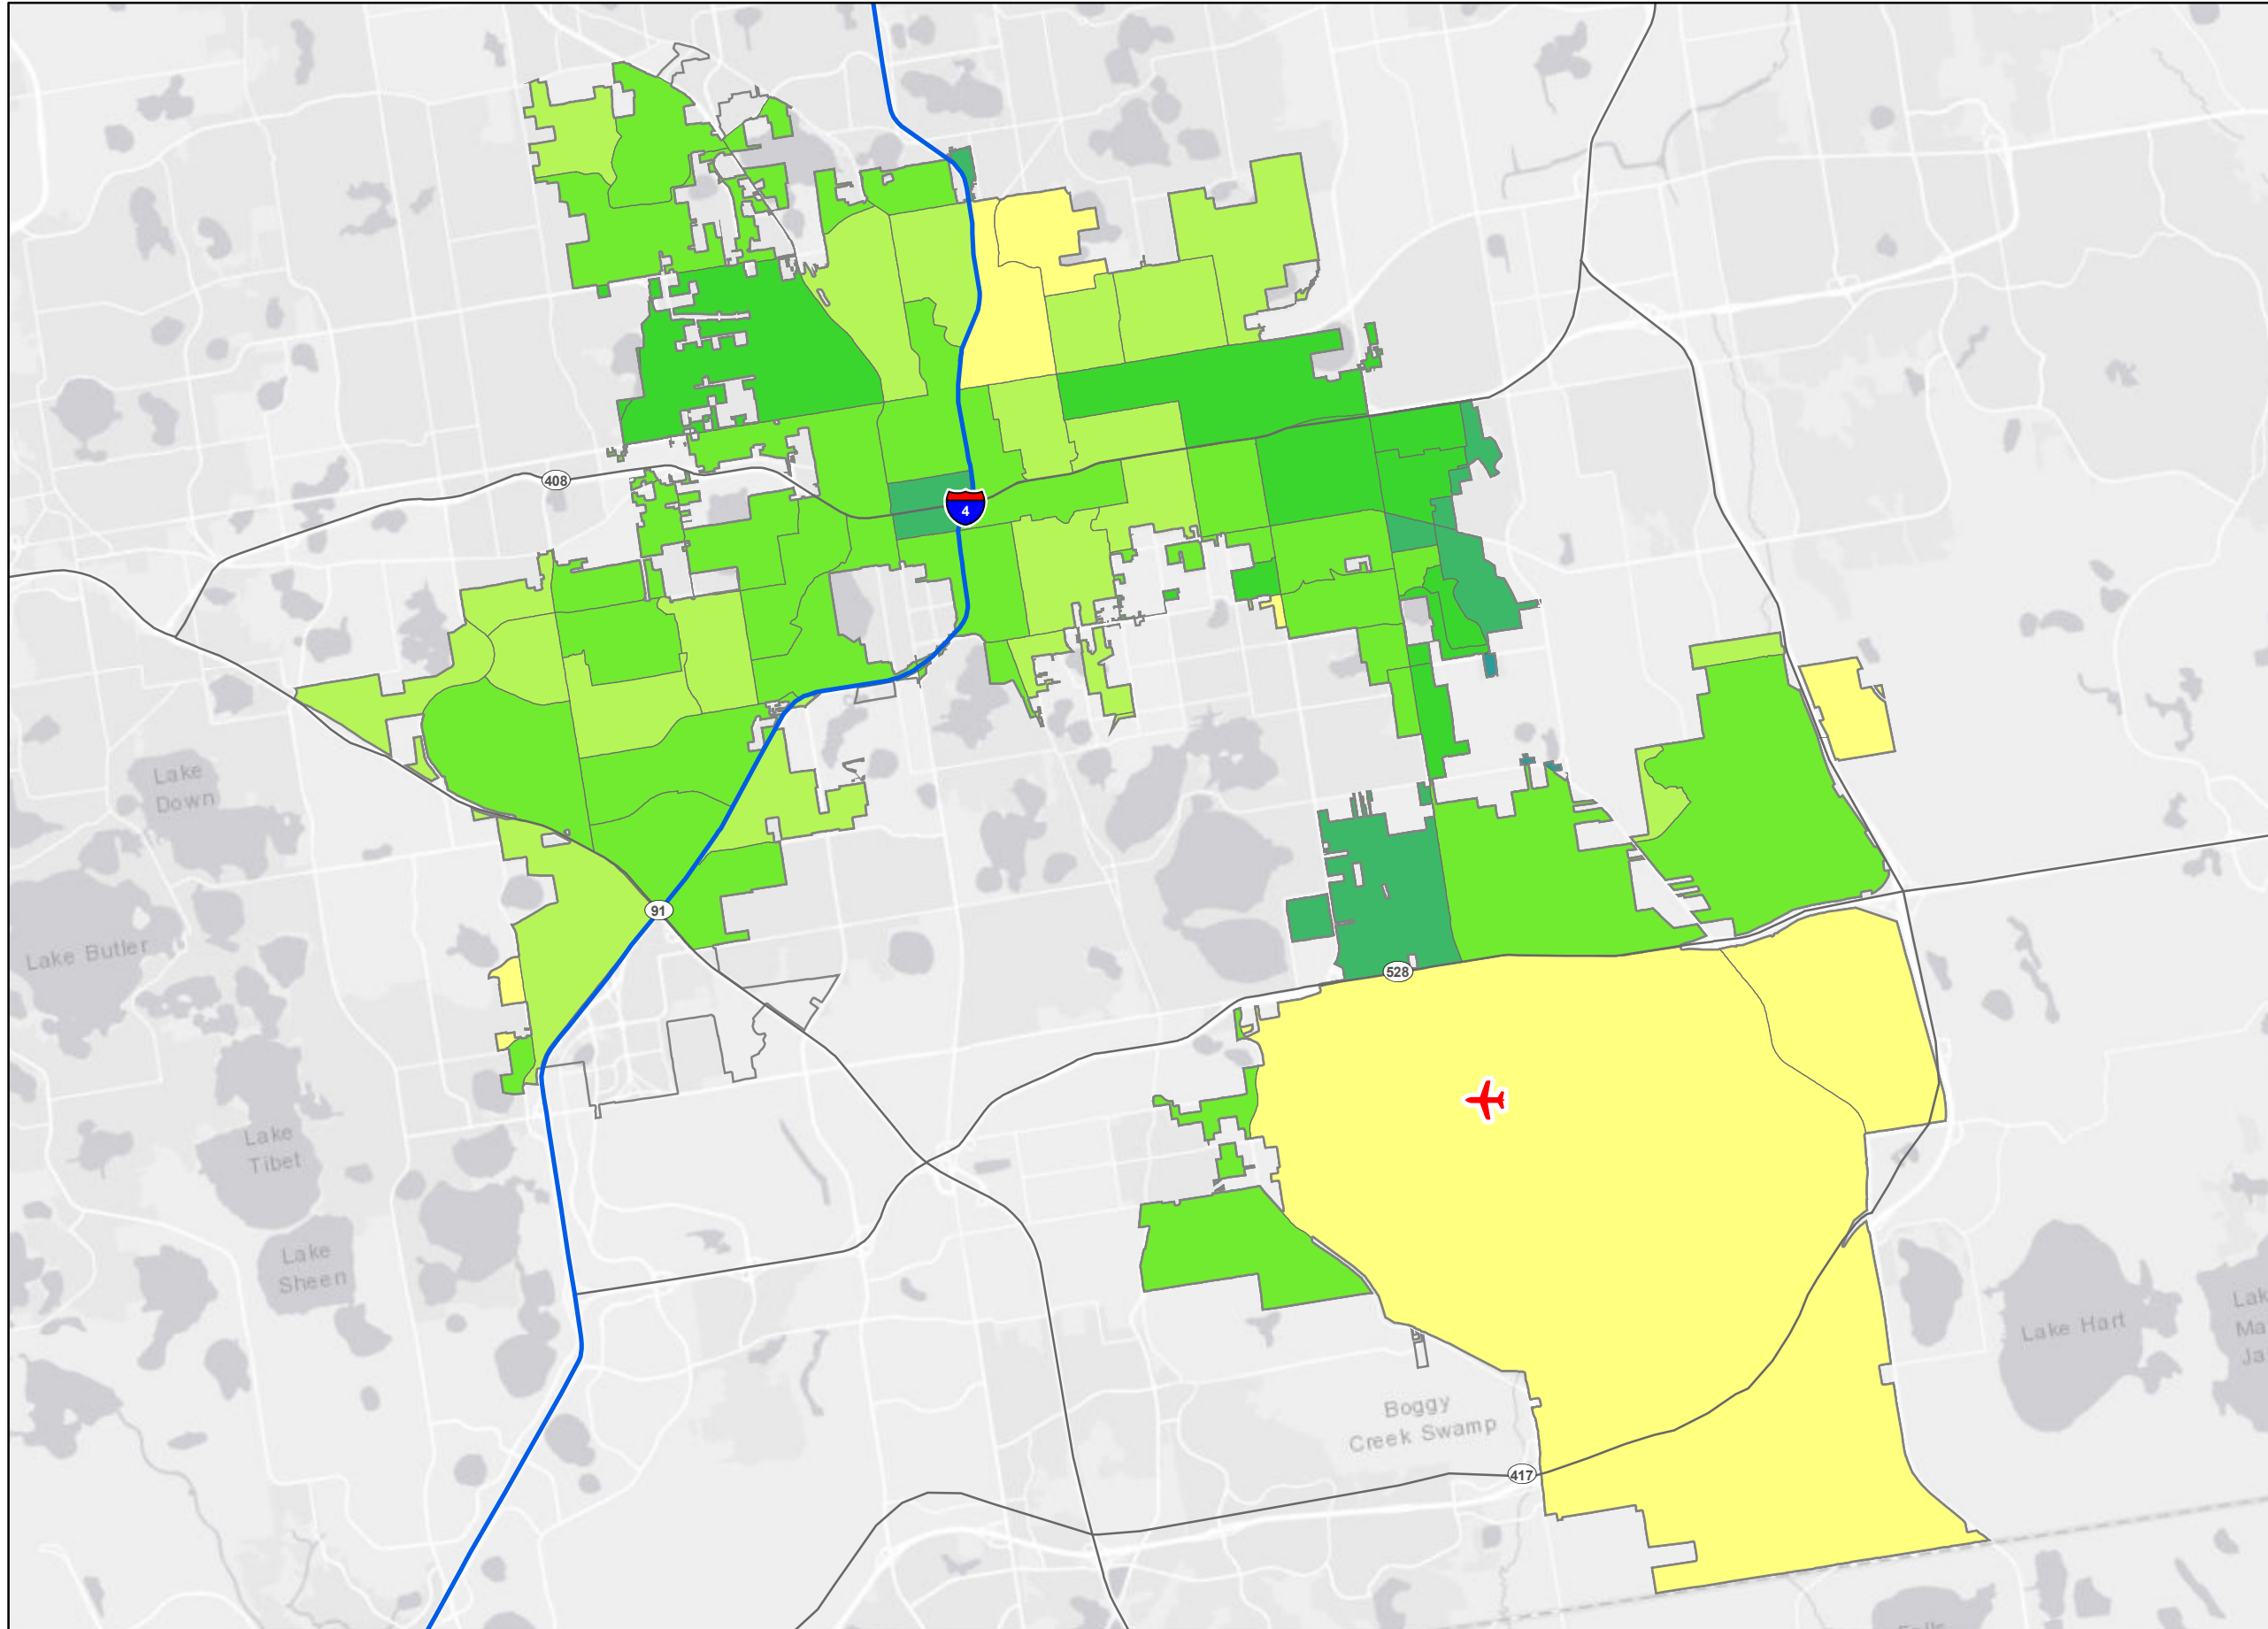 408
4
Lake
Down
91
Lake Butler
528
Lake
Tibet
Lake
Sheen
Lake Hart
Boggy
Creek Swamp
417